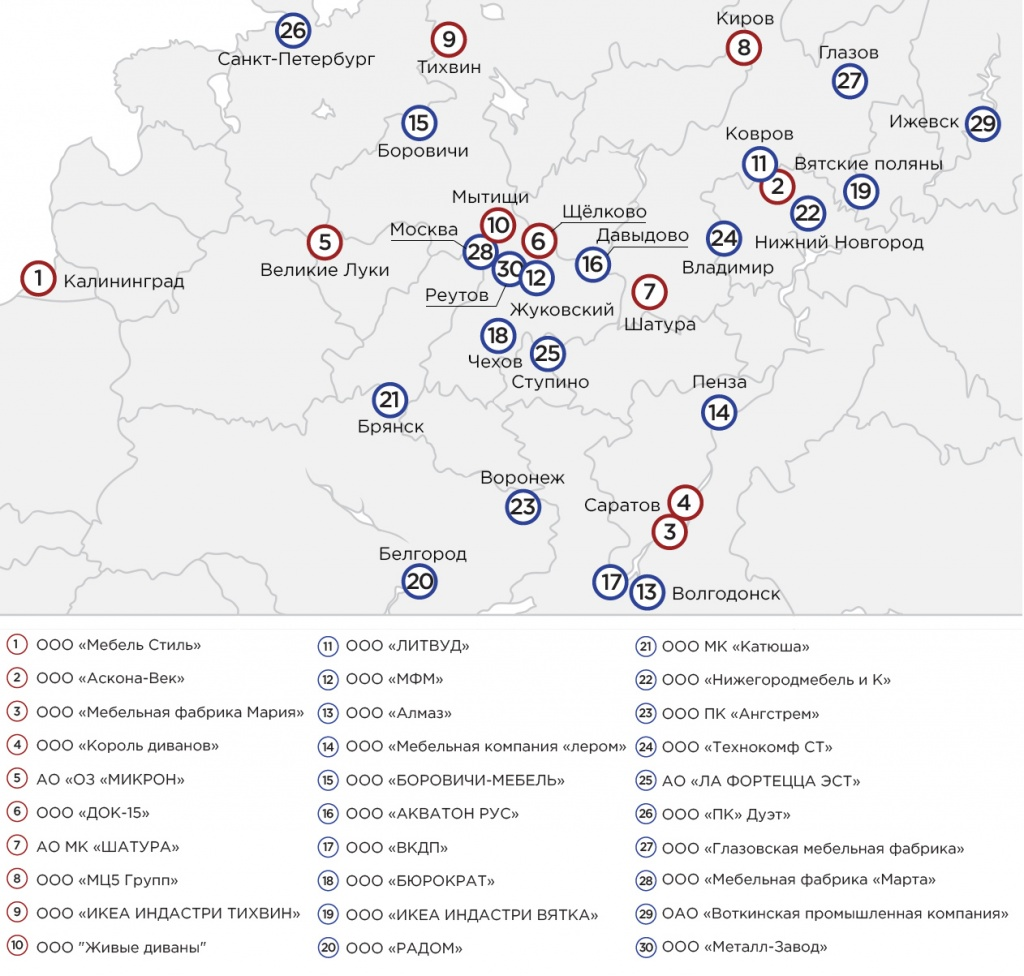 26
Санкт-Петербург
9
Тихвин
Киров
8
Глазов
27
15
Боровичи
Ижевск
29
Ковров
11
Вятские поляны
2
19
22
Нижний Новгород
Мытищи
10
Щёлково
Москва
6
Давыдово
28
30
12
16
24
Владимир
5
Великие Луки
1
Калининград
Реутов
Жуковский
7
Шатура
18
Чехов
25
Ступино
Пенза
14
21
Брянск
Воронеж
23
Саратов
4
3
Белгород
20
17
13
Волгодонск
1 ООО «Мебель Стиль»
2 ООО «Аскона-Век»
3 ООО «Мебельная фабрика Мария»
4 ООО «Король диванов»
5 АО «ОЗ «МИКРОН»
6 ООО «ДОК-15»
7 АО МК «ШАТУРА»
8 ООО «МЦ5 Групп»
9 ООО «ИКЕА ИНДАСТРИ ТИХВИН»
10 ООО "Живые диваны"
11 ООО «ЛИТВУД»
12 ООО «МФМ»
13 ООО «Алмаз»
14 ООО «Мебельная компания «лером»
15 ООО «БОРОВИЧИ-МЕБЕЛЬ»
16 ООО «АКВАТОН РУС»
17 ООО «ВКДП»
18 ООО «БЮРОКРАТ»
19 ООО «ИКЕА ИНДАСТРИ ВЯТКА»
20 ООО «РАДОМ»
21 ООО МК «Катюша»
22 ООО «Нижегородмебель и К»
23 ООО ПК «Ангстрем»
24 ООО «Технокомф СТ»
25 АО «ЛА ФОРТЕЦЦА ЭСТ»
26 ООО «ПК» Дуэт»
27 ООО «Глазовская мебельная фабрика»
28 ООО «Мебельная фабрика «Марта»
29 ОАО «Воткинская промышленная компания»
30 ООО «Металл-Завод»